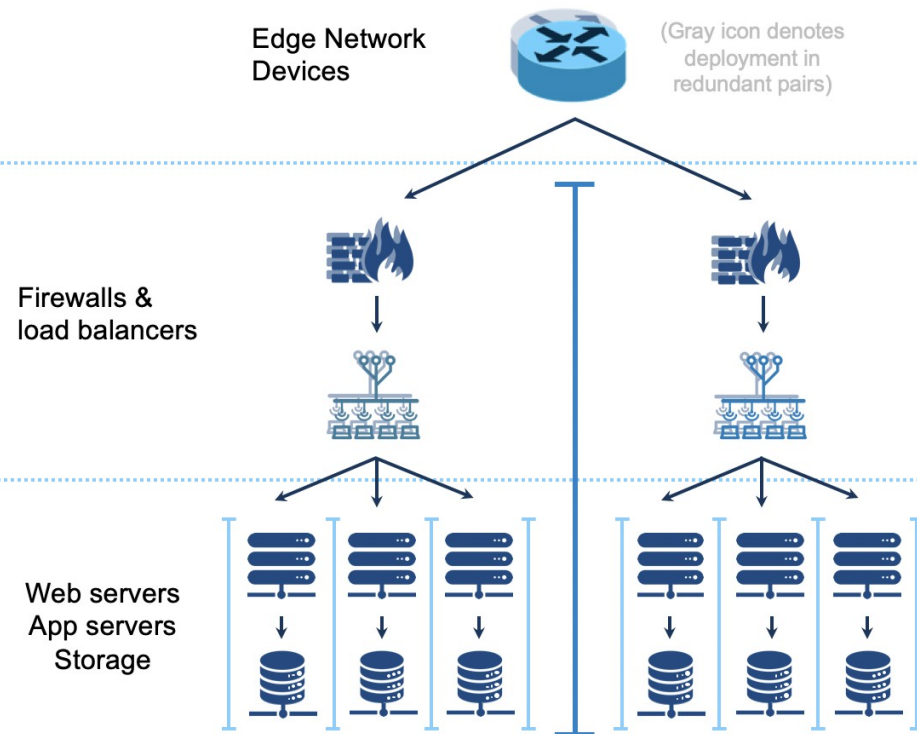 Edge Network
Devices
(Gray icon denotes
deployment in
redundant pairs)
Firewalls &
load balancers
Web servers
App servers
Storage